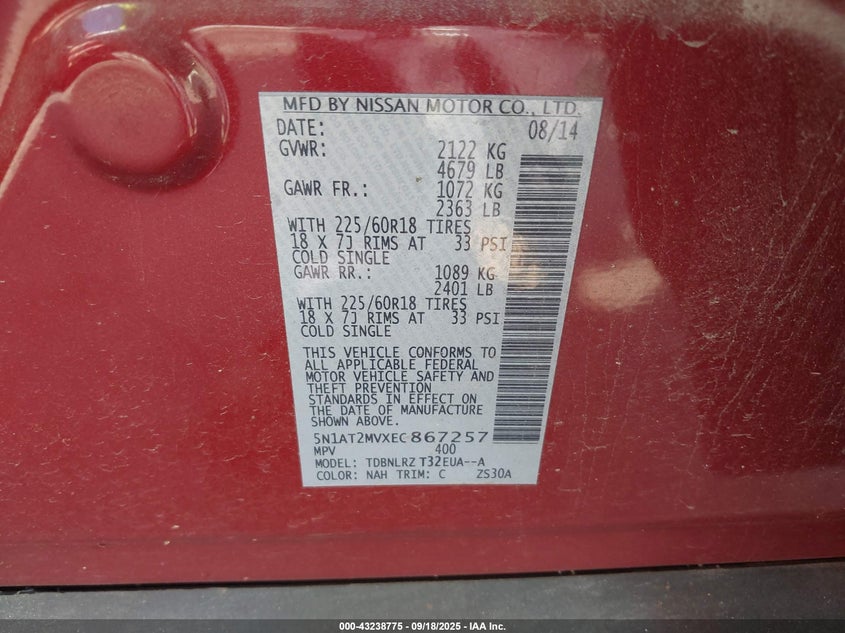 MFD BY NISSAN MOTOR CO., LTD.
DATE: 08/14
GVWR: 2122 KG
4679 LB
GAWR FR.: 1072 KG
2363 LB
WITH 225/60R18 TIRES
18 X 7J RIMS AT 33 PSI
COLD SINGLE
GAWR RR.: 1089 KG
2401 LB
WITH 225/60R18 TIRES
18 X 7J RIMS AT 33 PSI
COLD SINGLE
THIS VEHICLE CONFORMS TO
ALL APPLICABLE FEDERAL
MOTOR VEHICLE SAFETY AND
THEFT PREVENTION
STANDARDS IN EFFECT ON
THE DATE OF MANUFACTURE
SHOWN ABOVE.
5N1AT2MVXEC867257
MPV 400
MODEL: TDBNLRZ T32EUA--A
COLOR: NAH TRIM: C ZS30A
000-43238775 - 09/18/2025 - IAA Inc.